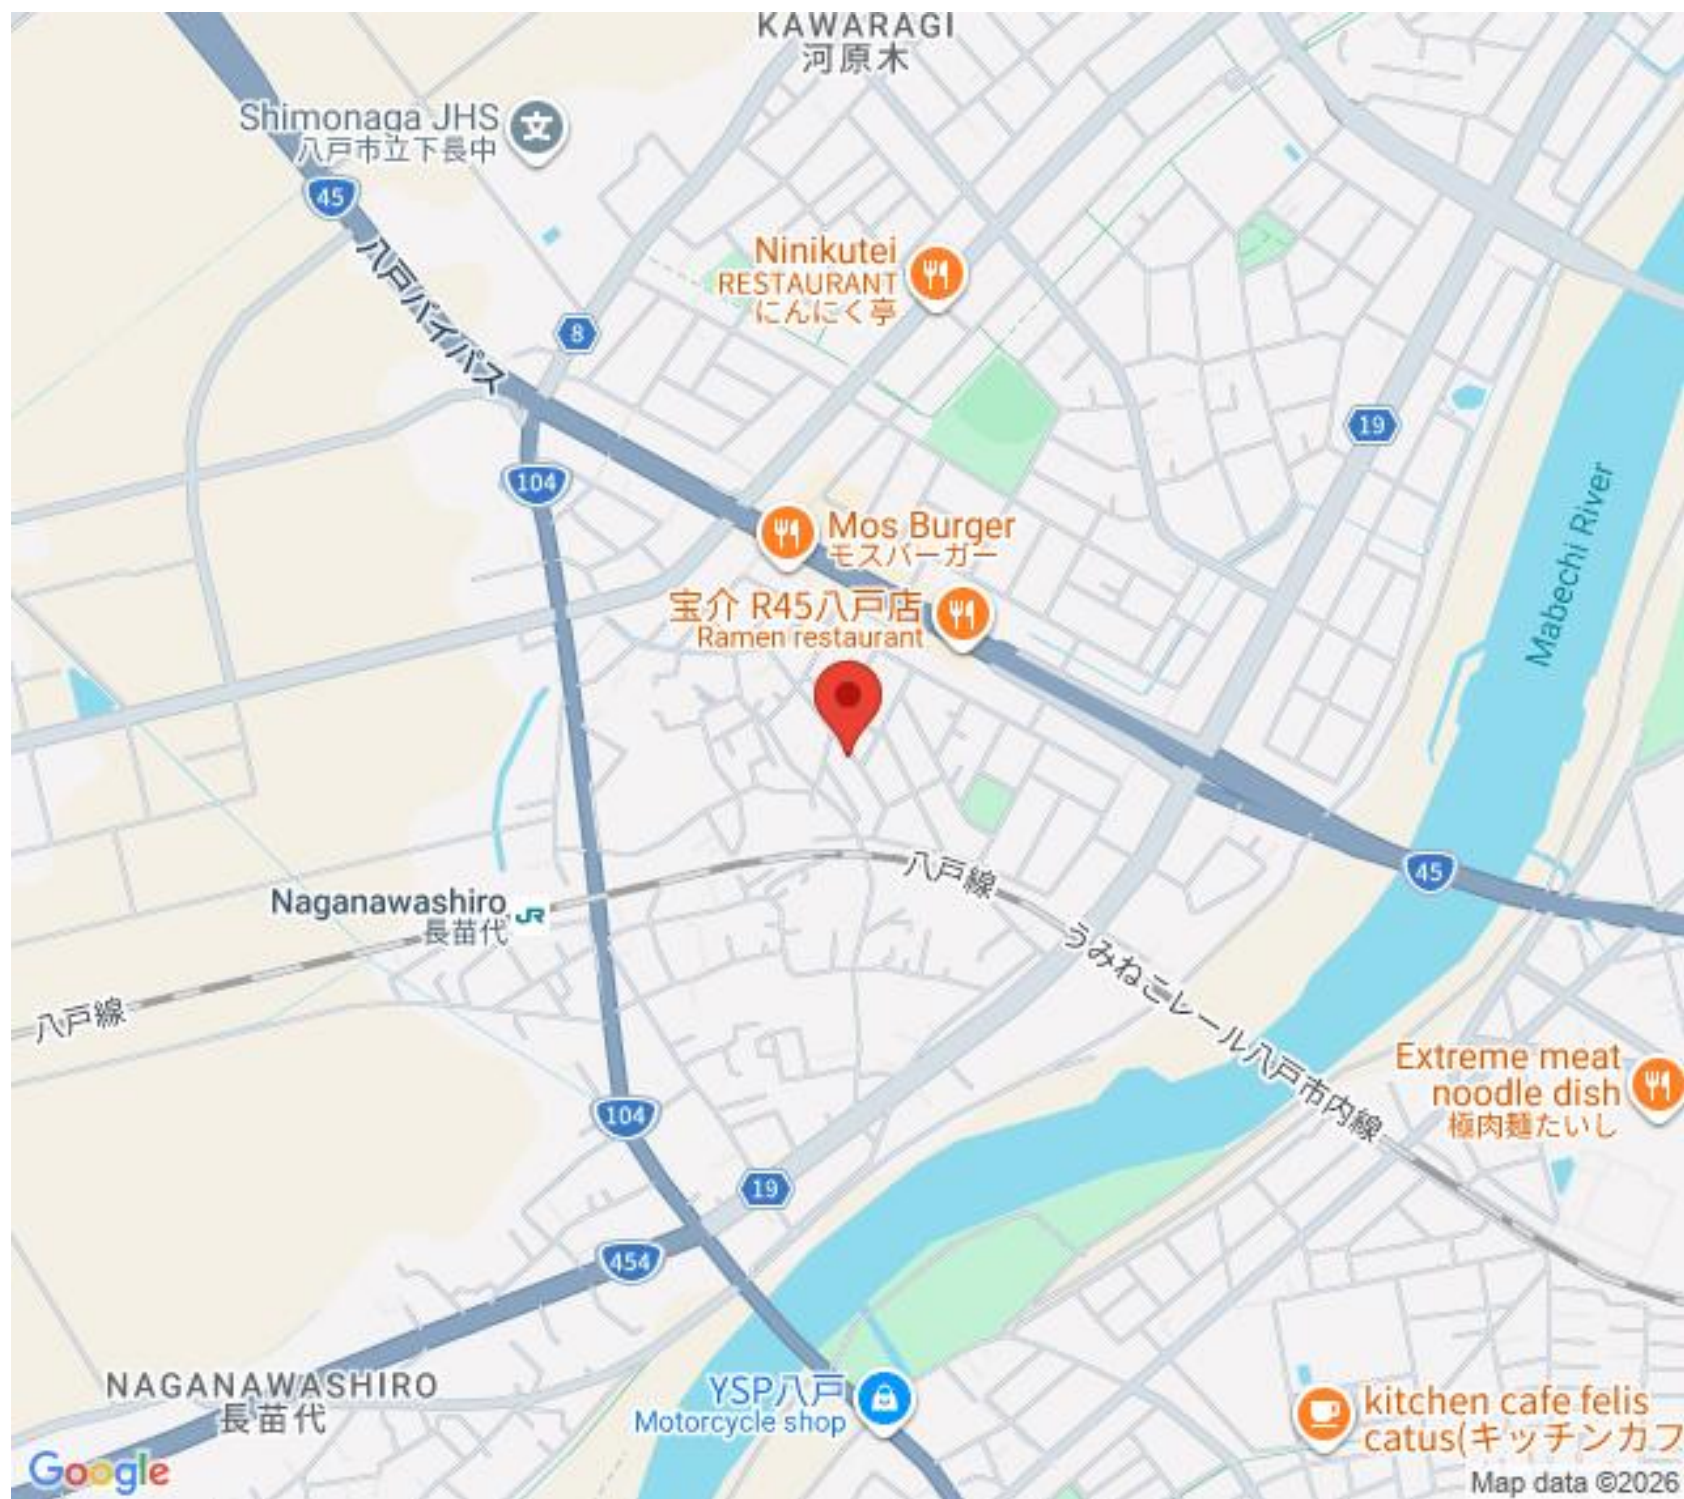 KAWARAGI
河原木
Shimonaga JHS
八戸市立下長中
45
八戸バイパス
Ninikutei
RESTAURANT
にんにく亭
8
19
104
Mos Burger
モスバーガー
Mabechi River
宝介 R45八戸店
Ramen restaurant
八戸線
45
Naganawashiro
長苗代
JR
うみねこレール八戸市内線
八戸線
Extreme meat
noodle dish
極肉麺たいし
104
19
454
NAGANAWASHIRO
長苗代
YSP八戸
Motorcycle shop
kitchen cafe felis
catus(キッチンカフ
Google
Map data ©2026